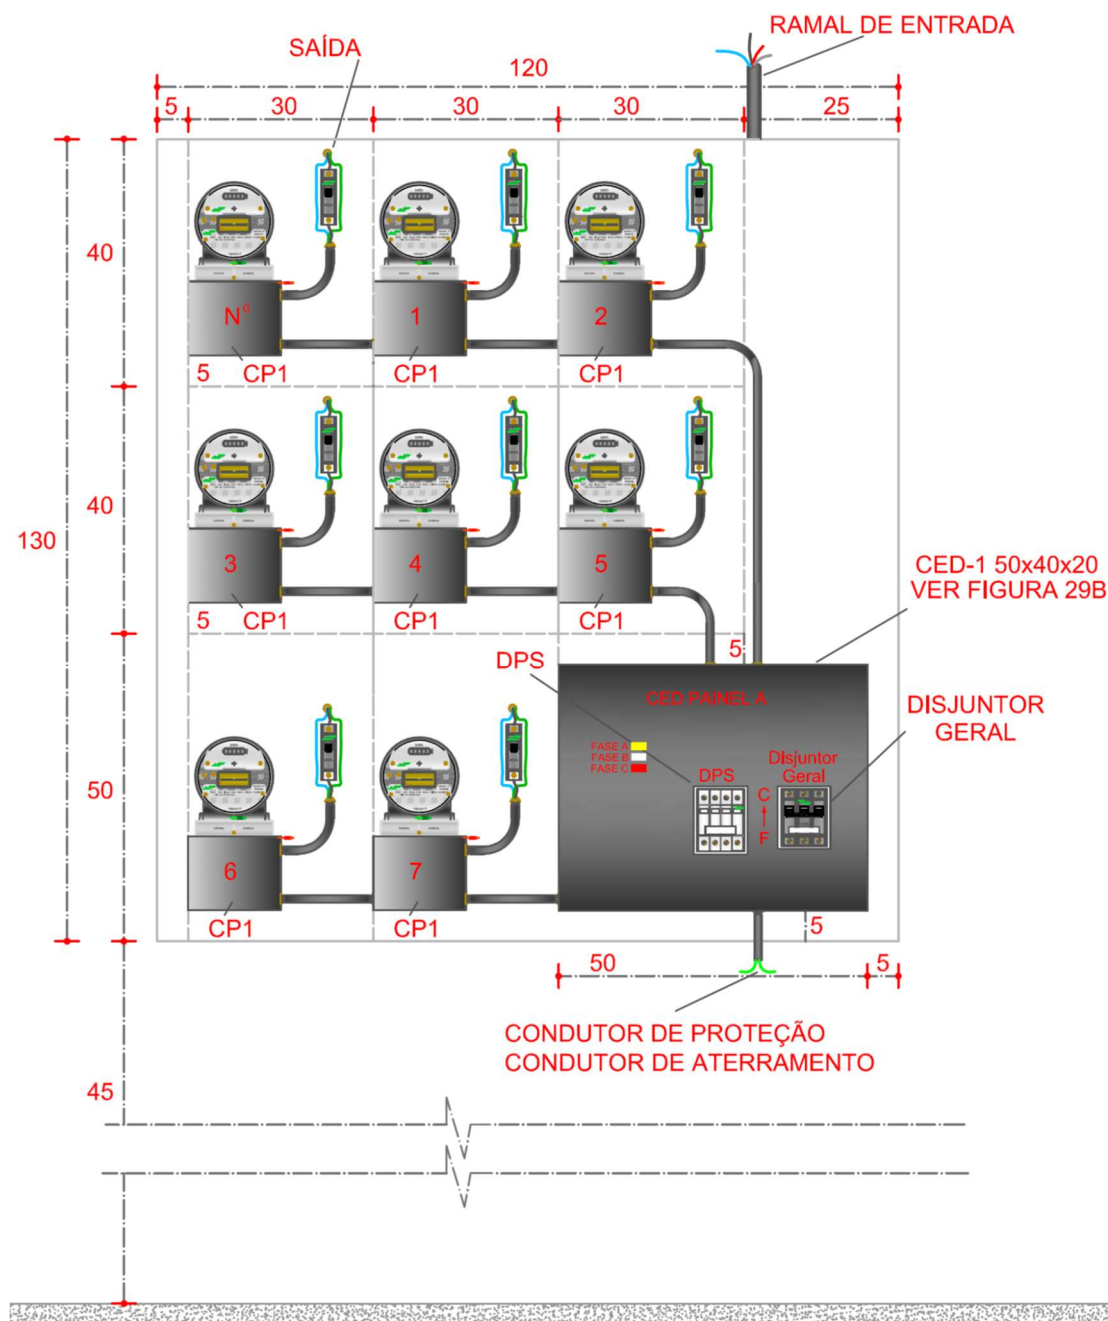 RAMAL DE ENTRADA
SAÍDA
120
5 30 30 30 25
40
Nº 1 2
5 CP1 CP1 CP1
40
130
3 4 5
5 CP1 CP1 CP1
CED-1 50x40x20
VER FIGURA 29B
5
DPS
CED PAINEL A
DISJUNTOR
GERAL
FASE A
FASE B
FASE C
DPS
Disjuntor
Geral
C
F
50
6 7
CP1 CP1
5
50 5
CONDUTOR DE PROTEÇÃO
CONDUTOR DE ATERRAMENTO
45